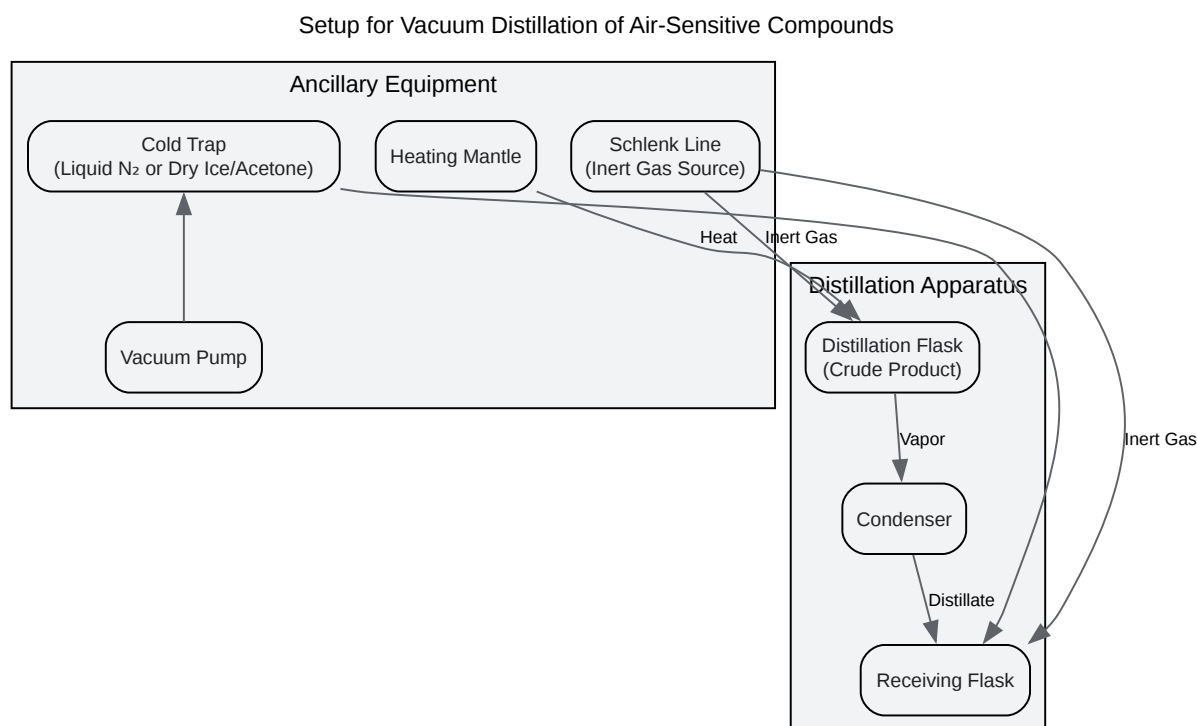 Setup for Vacuum Distillation of Air-Sensitive Compounds
Ancillary Equipment
Cold Trap
(Liquid N₂ or Dry Ice/Acetone)
Heating Mantle
Schlenk Line
(Inert Gas Source)
Heat
Inert Gas
Distillation Apparatus
Vacuum Pump
Distillation Flask
(Crude Product)
Vapor
Inert Gas
Condenser
Distillate
Receiving Flask